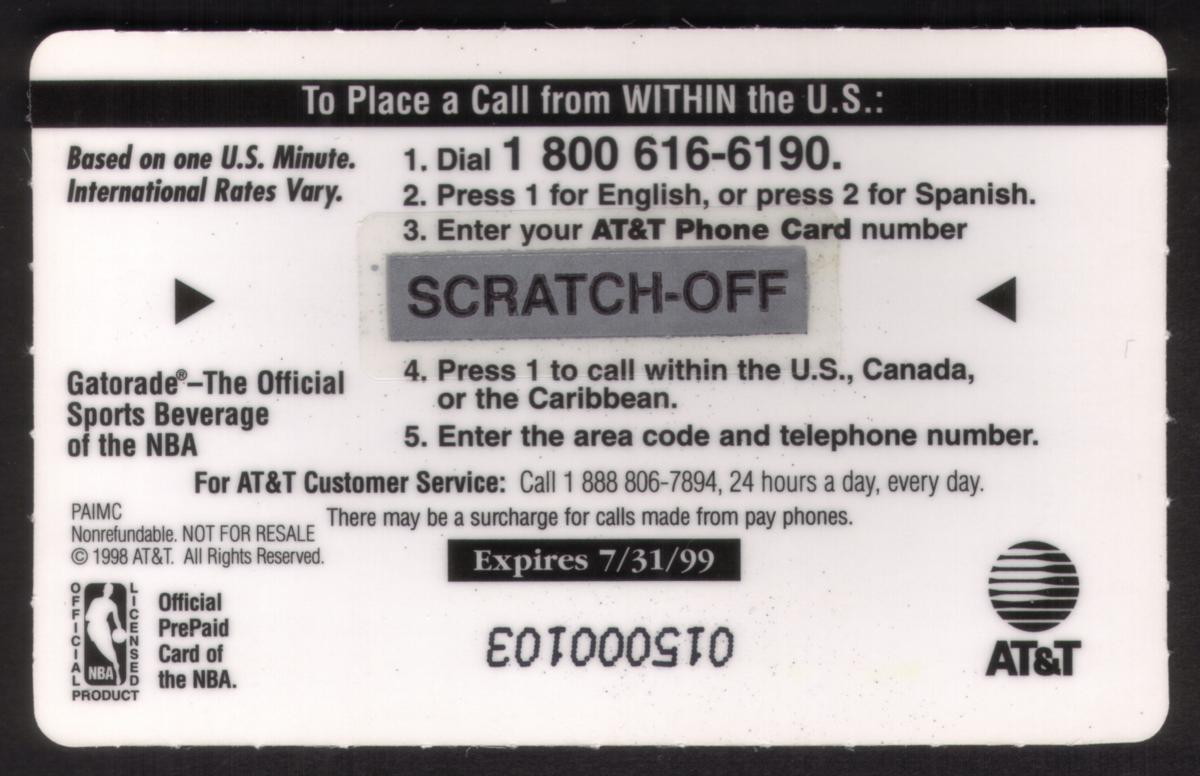 To Place a Call from WITHIN the U.S.:
Based on one U.S. Minute.
International Rates Vary.
1. Dial 1 800 616-6190.
2. Press 1 for English, or press 2 for Spanish.
3. Enter your AT&T Phone Card number
SCRATCH-OFF
4. Press 1 to call within the U.S., Canada,
or the Caribbean.
5. Enter the area code and telephone number.
Gatorade®–The Official
Sports Beverage
of the NBA
For AT&T Customer Service: Call 1 888 806-7894, 24 hours a day, every day.
There may be a surcharge for calls made from pay phones.
PAIMC
Nonrefundable. NOT FOR RESALE
© 1998 AT&T. All Rights Reserved.
Expires 7/31/99
OFFICIAL
LICENSED
NBA
PRODUCT
Official
PrePaid
Card of
the NBA.
015000103
AT&T